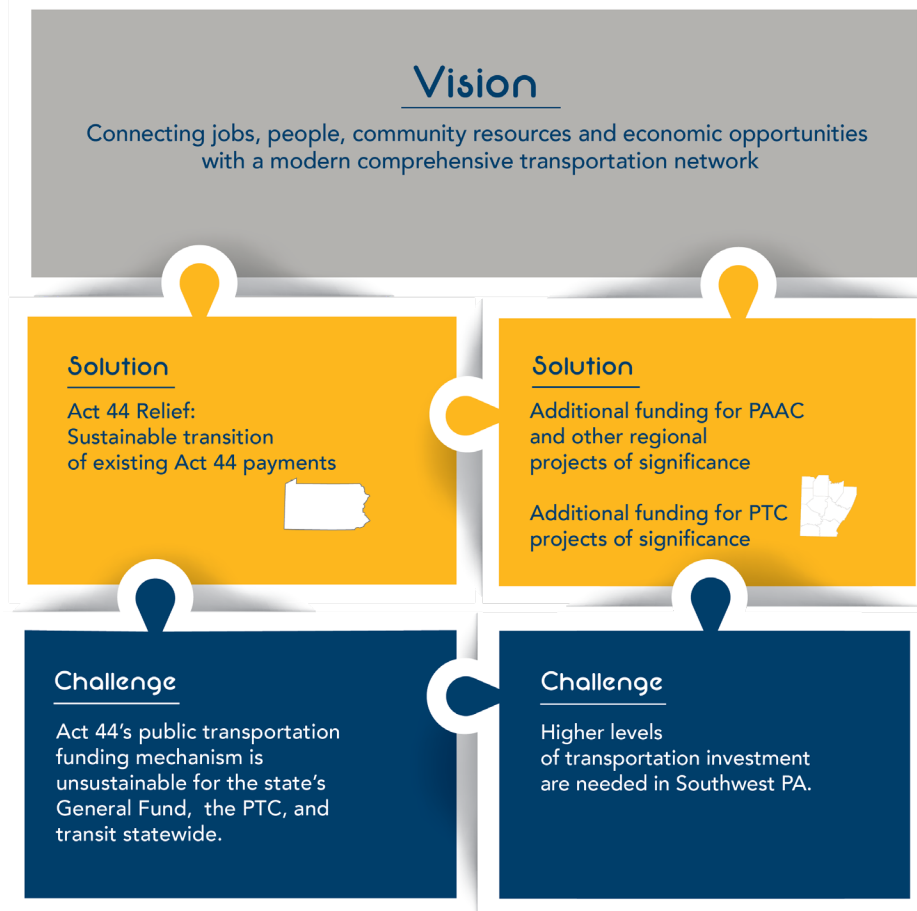 Vision
Connecting jobs, people, community resources and economic opportunities
with a modern comprehensive transportation network
Solution
Act 44 Relief:
Sustainable transition
of existing Act 44 payments
Solution
Additional funding for PAAC
and other regional
projects of significance
Additional funding for PTC
projects of significance
Challenge
Act 44's public transportation
funding mechanism is
unsustainable for the state's
General Fund, the PTC, and
transit statewide.
Challenge
Higher levels
of transportation investment
are needed in Southwest PA.